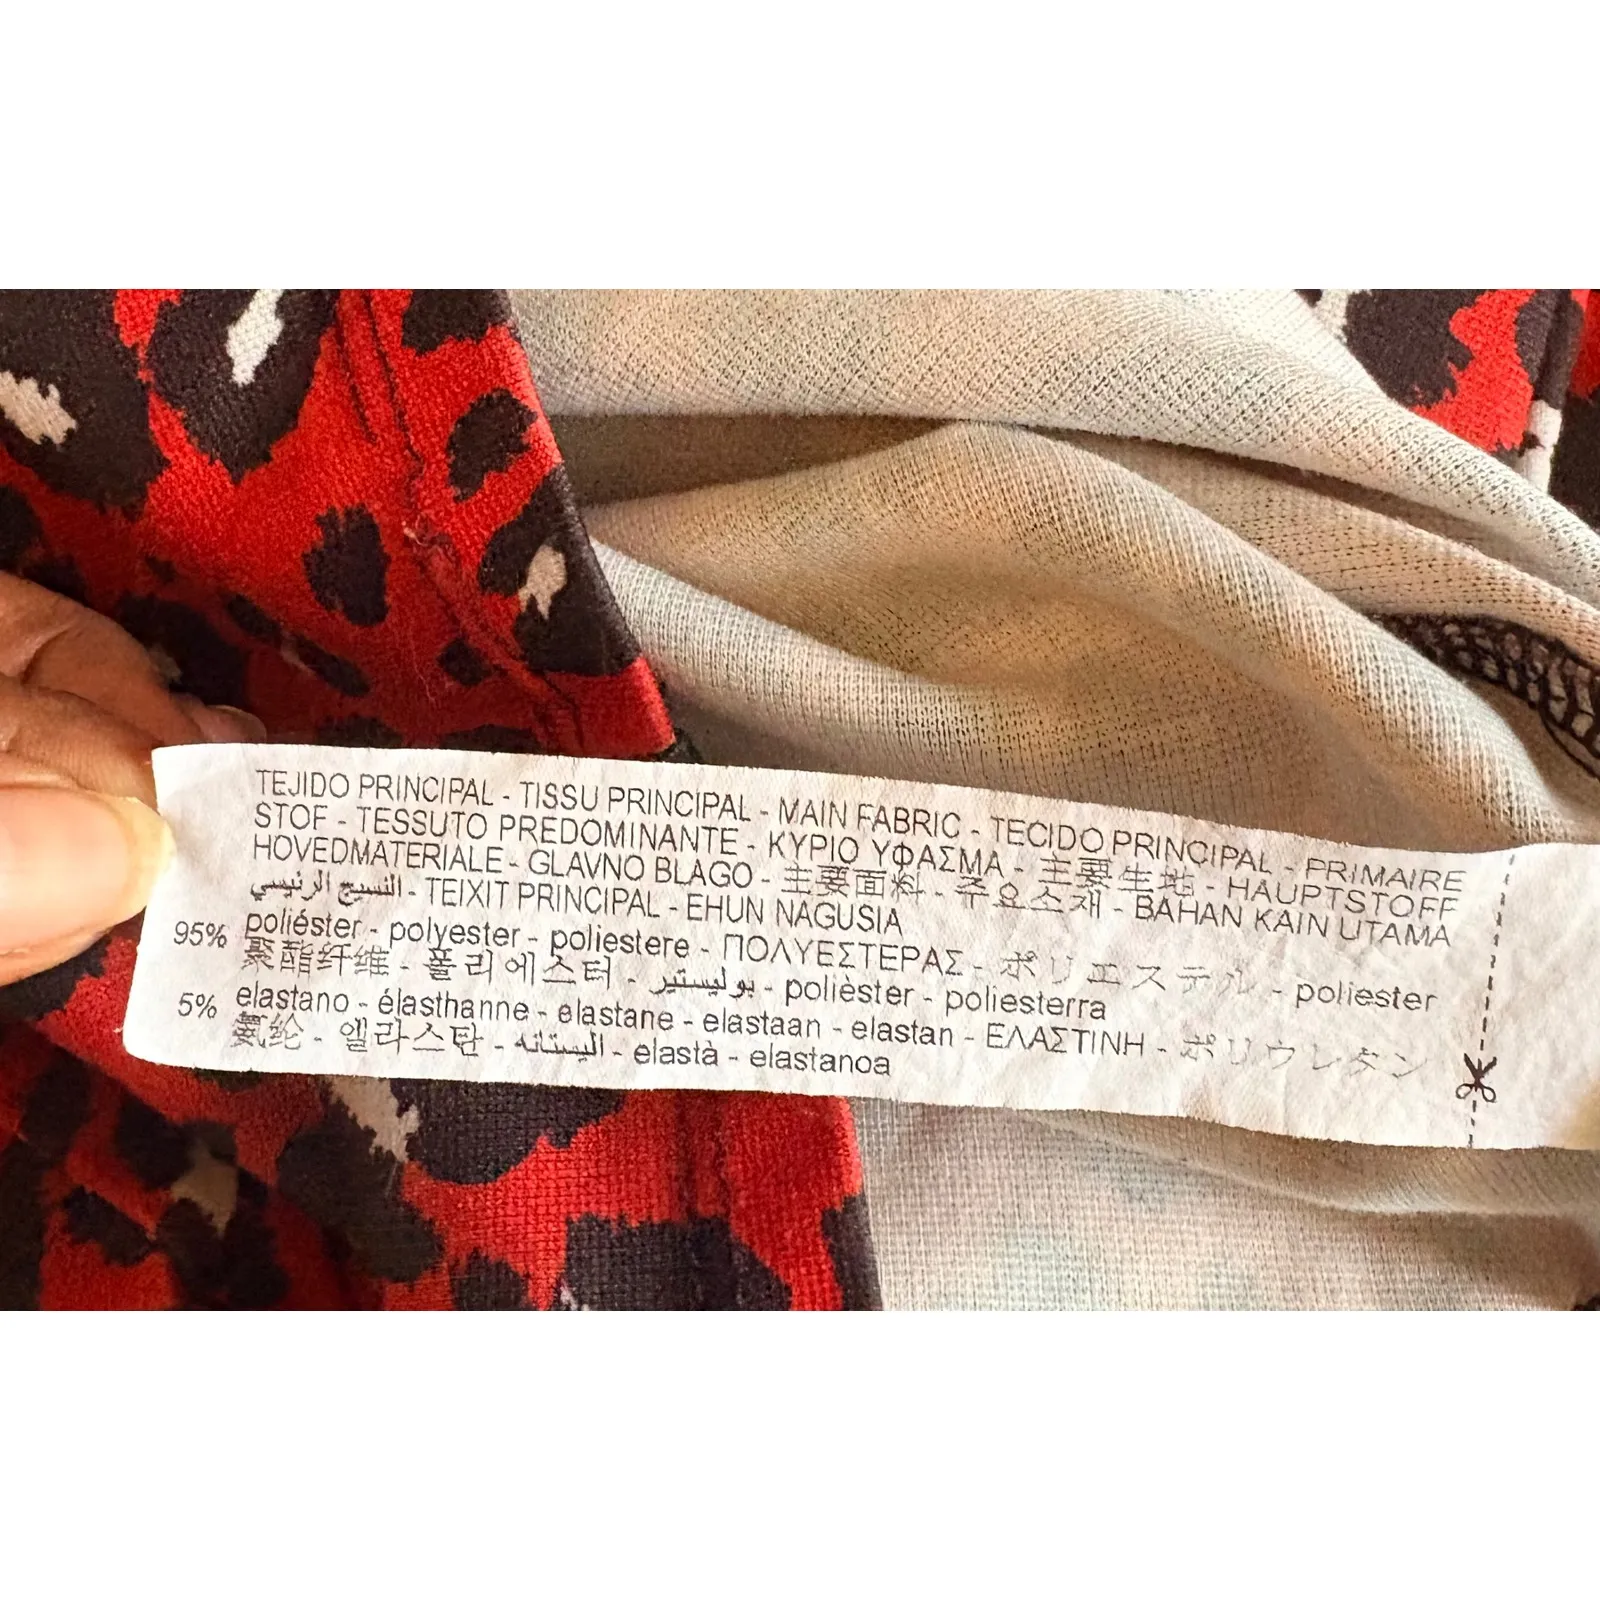 TEJIDO PRINCIPAL - TISSU PRINCIPAL - MAIN FABRIC - TECIDO PRINCIPAL - PRIMAIRE
STOF - TESSUTO PREDOMINANTE - ΚΥΡΙΟ ΥΦΑΣΜΑ - 主要生地 - HAUPTSTOFF
HOVEDMATERIALE - GLAVNO BLAGO - 主要面料 - 주요소재 - BAHAN KAIN UTAMA
النسيج الرئيسي - TEIXIT PRINCIPAL - EHUN NAGUSIA
95% poliéster - polyester - poliestere - ΠΟΛΥΕΣΤΕΡΑΣ - ポリエステル - poliester
聚酯纤维 - 폴리에스터 - بوليستير - polièster - poliesterra
5% elastano - élasthanne - elastane - elastaan - elastan - ΕΛΑΣΤΙΝΗ - ポリウレタン
氨纶 - 엘라스탄 - اليستانه - elastà - elastanoa